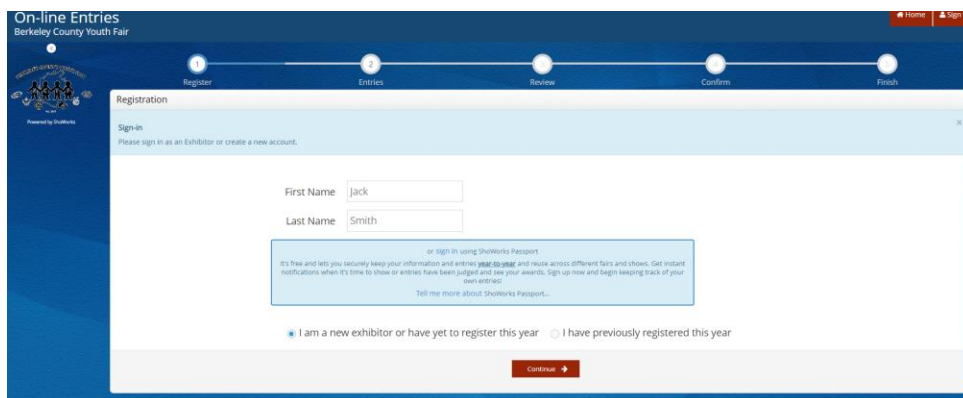 On-line Entries
Berkeley County Youth Fair
Home
Sign
1
2
Register
Entries
Review
Confirm
Finish
Powered by ShoWorks
Registration
Sign-in
Please sign in as an Exhibitor or create a new account.
First Name Jack
Last Name Smith
or sign in using ShoWorks Passport
It's free and lets you securely keep your information and entries year-to-year and reuse across different fairs and shows. Get instant
notifications when it's time to show or entries have been judged and see your awards. Sign up now and begin keeping track of your
own entries!
Tell me more about ShoWorks Passport...
I am a new exhibitor or have yet to register this year
I have previously registered this year
Continue